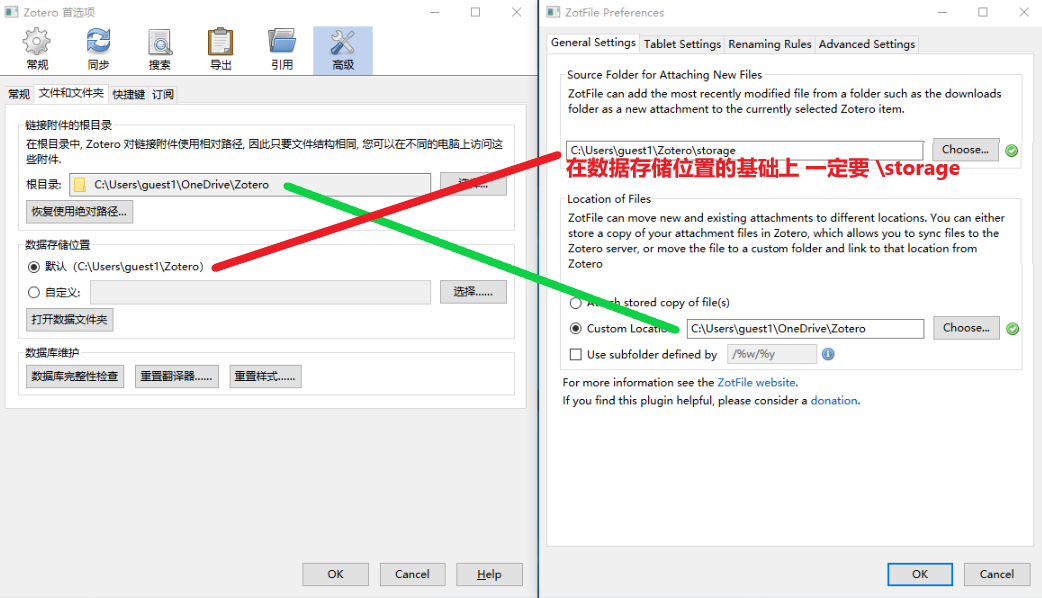 Zotero 首选项
常规
同步
搜索
导出
引用
高级
常规
文件和文件夹
快捷键
订阅
链接附件的根目录
在根目录中, Zotero 对链接附件使用相对路径, 因此只要文件结构相同, 您可以在不同的电脑上访问这
些附件.
根目录:
C:\Users\guest1\OneDrive\Zotero
恢复使用绝对路径...
数据存储位置
默认（C:\Users\guest1\Zotero）
自定义:
选择......
打开数据文件夹
数据库维护
数据库完整性检查
重置翻译器......
重置样式......
OK
Cancel
Help
ZotFile Preferences
General Settings
Tablet Settings
Renaming Rules
Advanced Settings
Source Folder for Attaching New Files
ZotFile can add the most recently modified file from a folder such as the downloads
folder as a new attachment to the currently selected Zotero item.
C:\Users\guest1\Zotero\storage
Choose...
在数据存储位置的基础上 一定要 \storage
Location of Files
ZotFile can move new and existing attachments to different locations. You can either
store a copy of your attachment files in Zotero, which allows you to sync files to the
Zotero server, or move the file to a custom folder and link to that location from
Zotero
stored copy of file(s)
Custom
C:\Users\guest1\OneDrive\Zotero
Choose...
Use subfolder defined by
/%w/%y
For more information see the ZotFile website.
If you find this plugin helpful, please consider a donation.
OK
Cancel